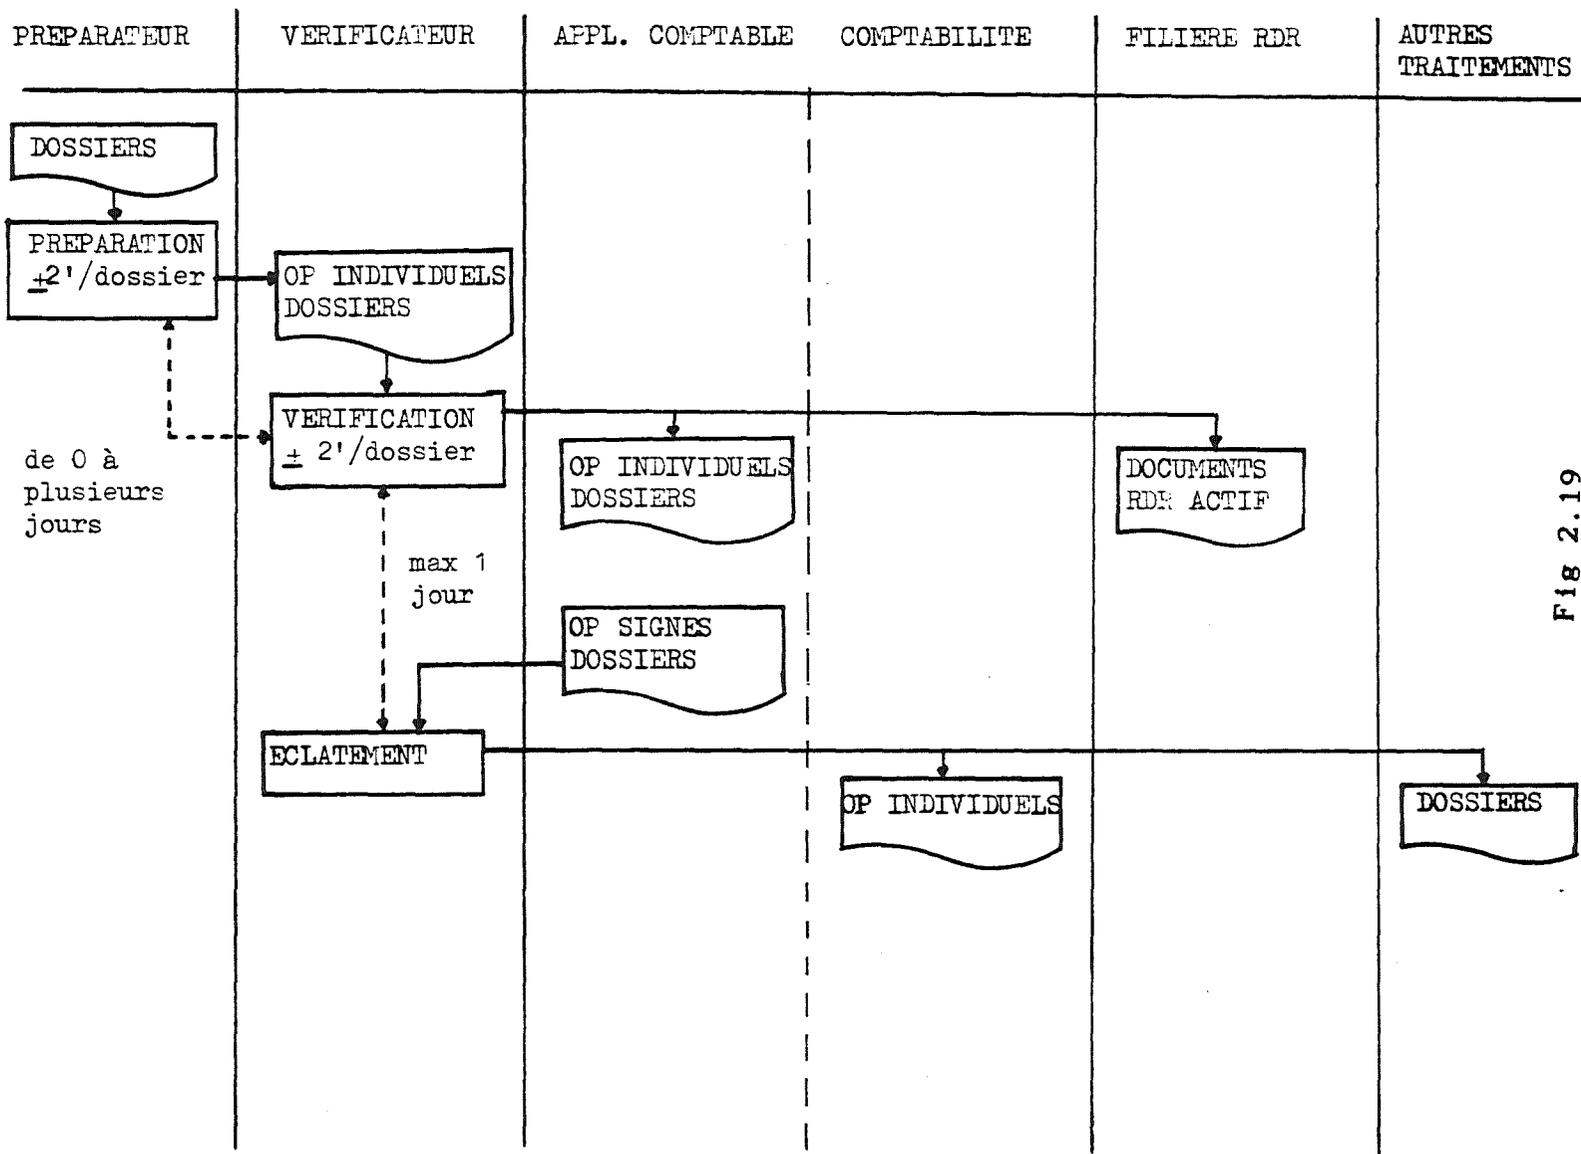 PREPARATEUR
VERIFICATEUR
APPL. COMPTABLE
COMPTABILITE
FILIERE RDR
AUTRES
TRAITEMENTS
DOSSIERS
PREPARATION
±2'/dossier
OP INDIVIDUELS
DOSSIERS
VERIFICATION
± 2'/dossier
de 0 à
plusieurs
jours
OP INDIVIDUELS
DOSSIERS
DOCUMENTS
RDR ACTIF
max 1
jour
OP SIGNES
DOSSIERS
ECLATEMENT
OP INDIVIDUELS
DOSSIERS
Fig 2.19